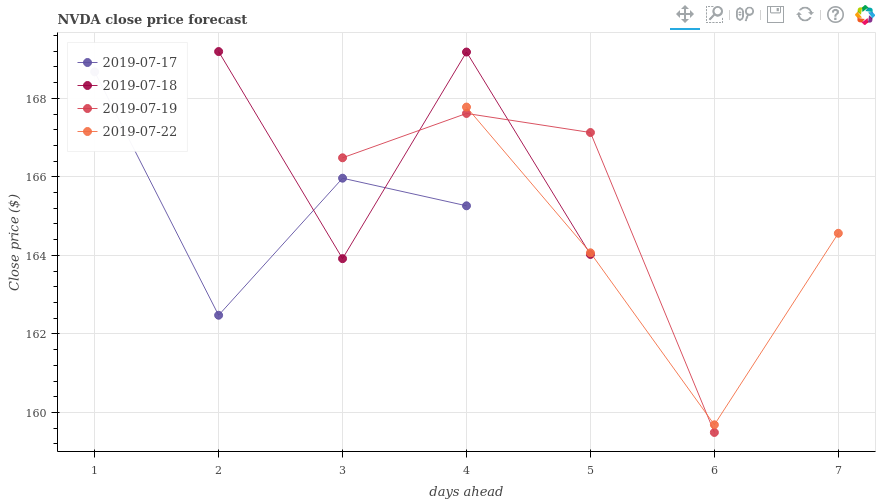 NVDA close price forecast
2019-07-17
2019-07-18
2019-07-19
2019-07-22
Close price ($)
168
166
164
162
160
1 2 3 4 5 6 7
days ahead